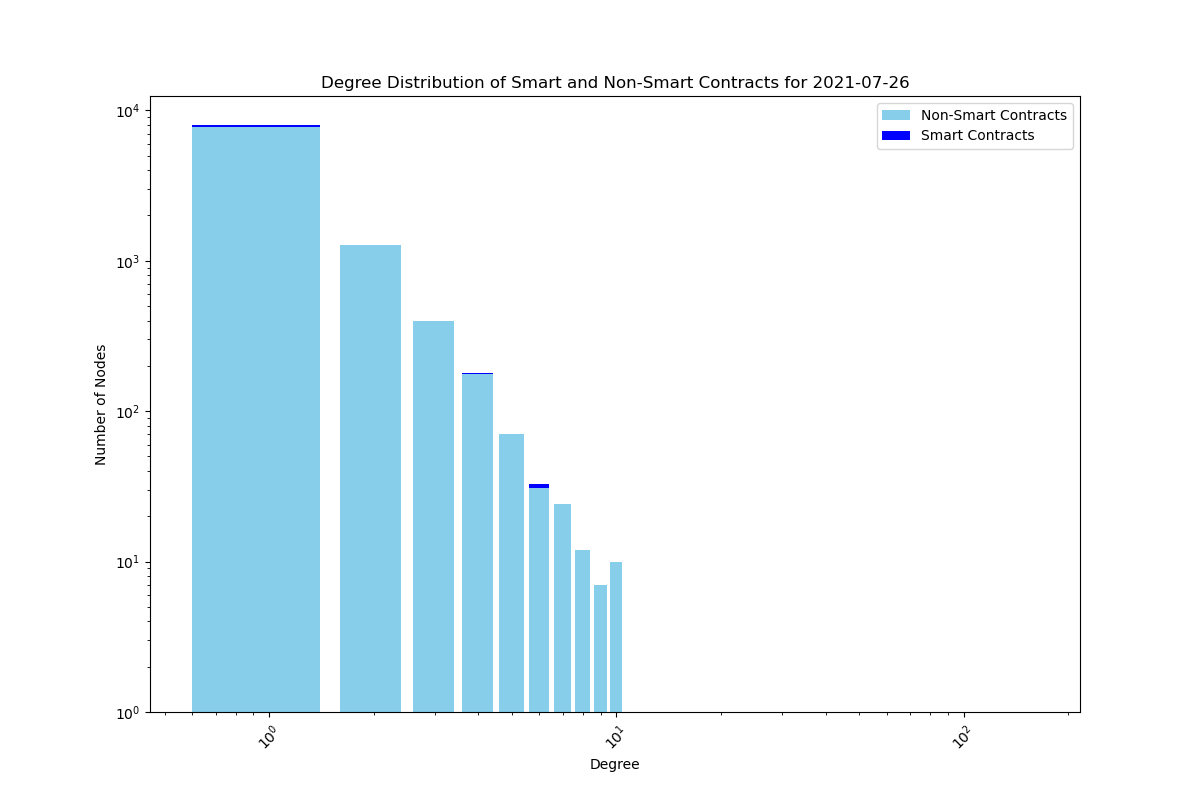 Degree Distribution of Smart and Non-Smart Contracts for 2021-07-26
Non-Smart Contracts
Smart Contracts
Number of Nodes
10⁴
10³
10²
10¹
10⁰
10⁰
10¹
10²
Degree